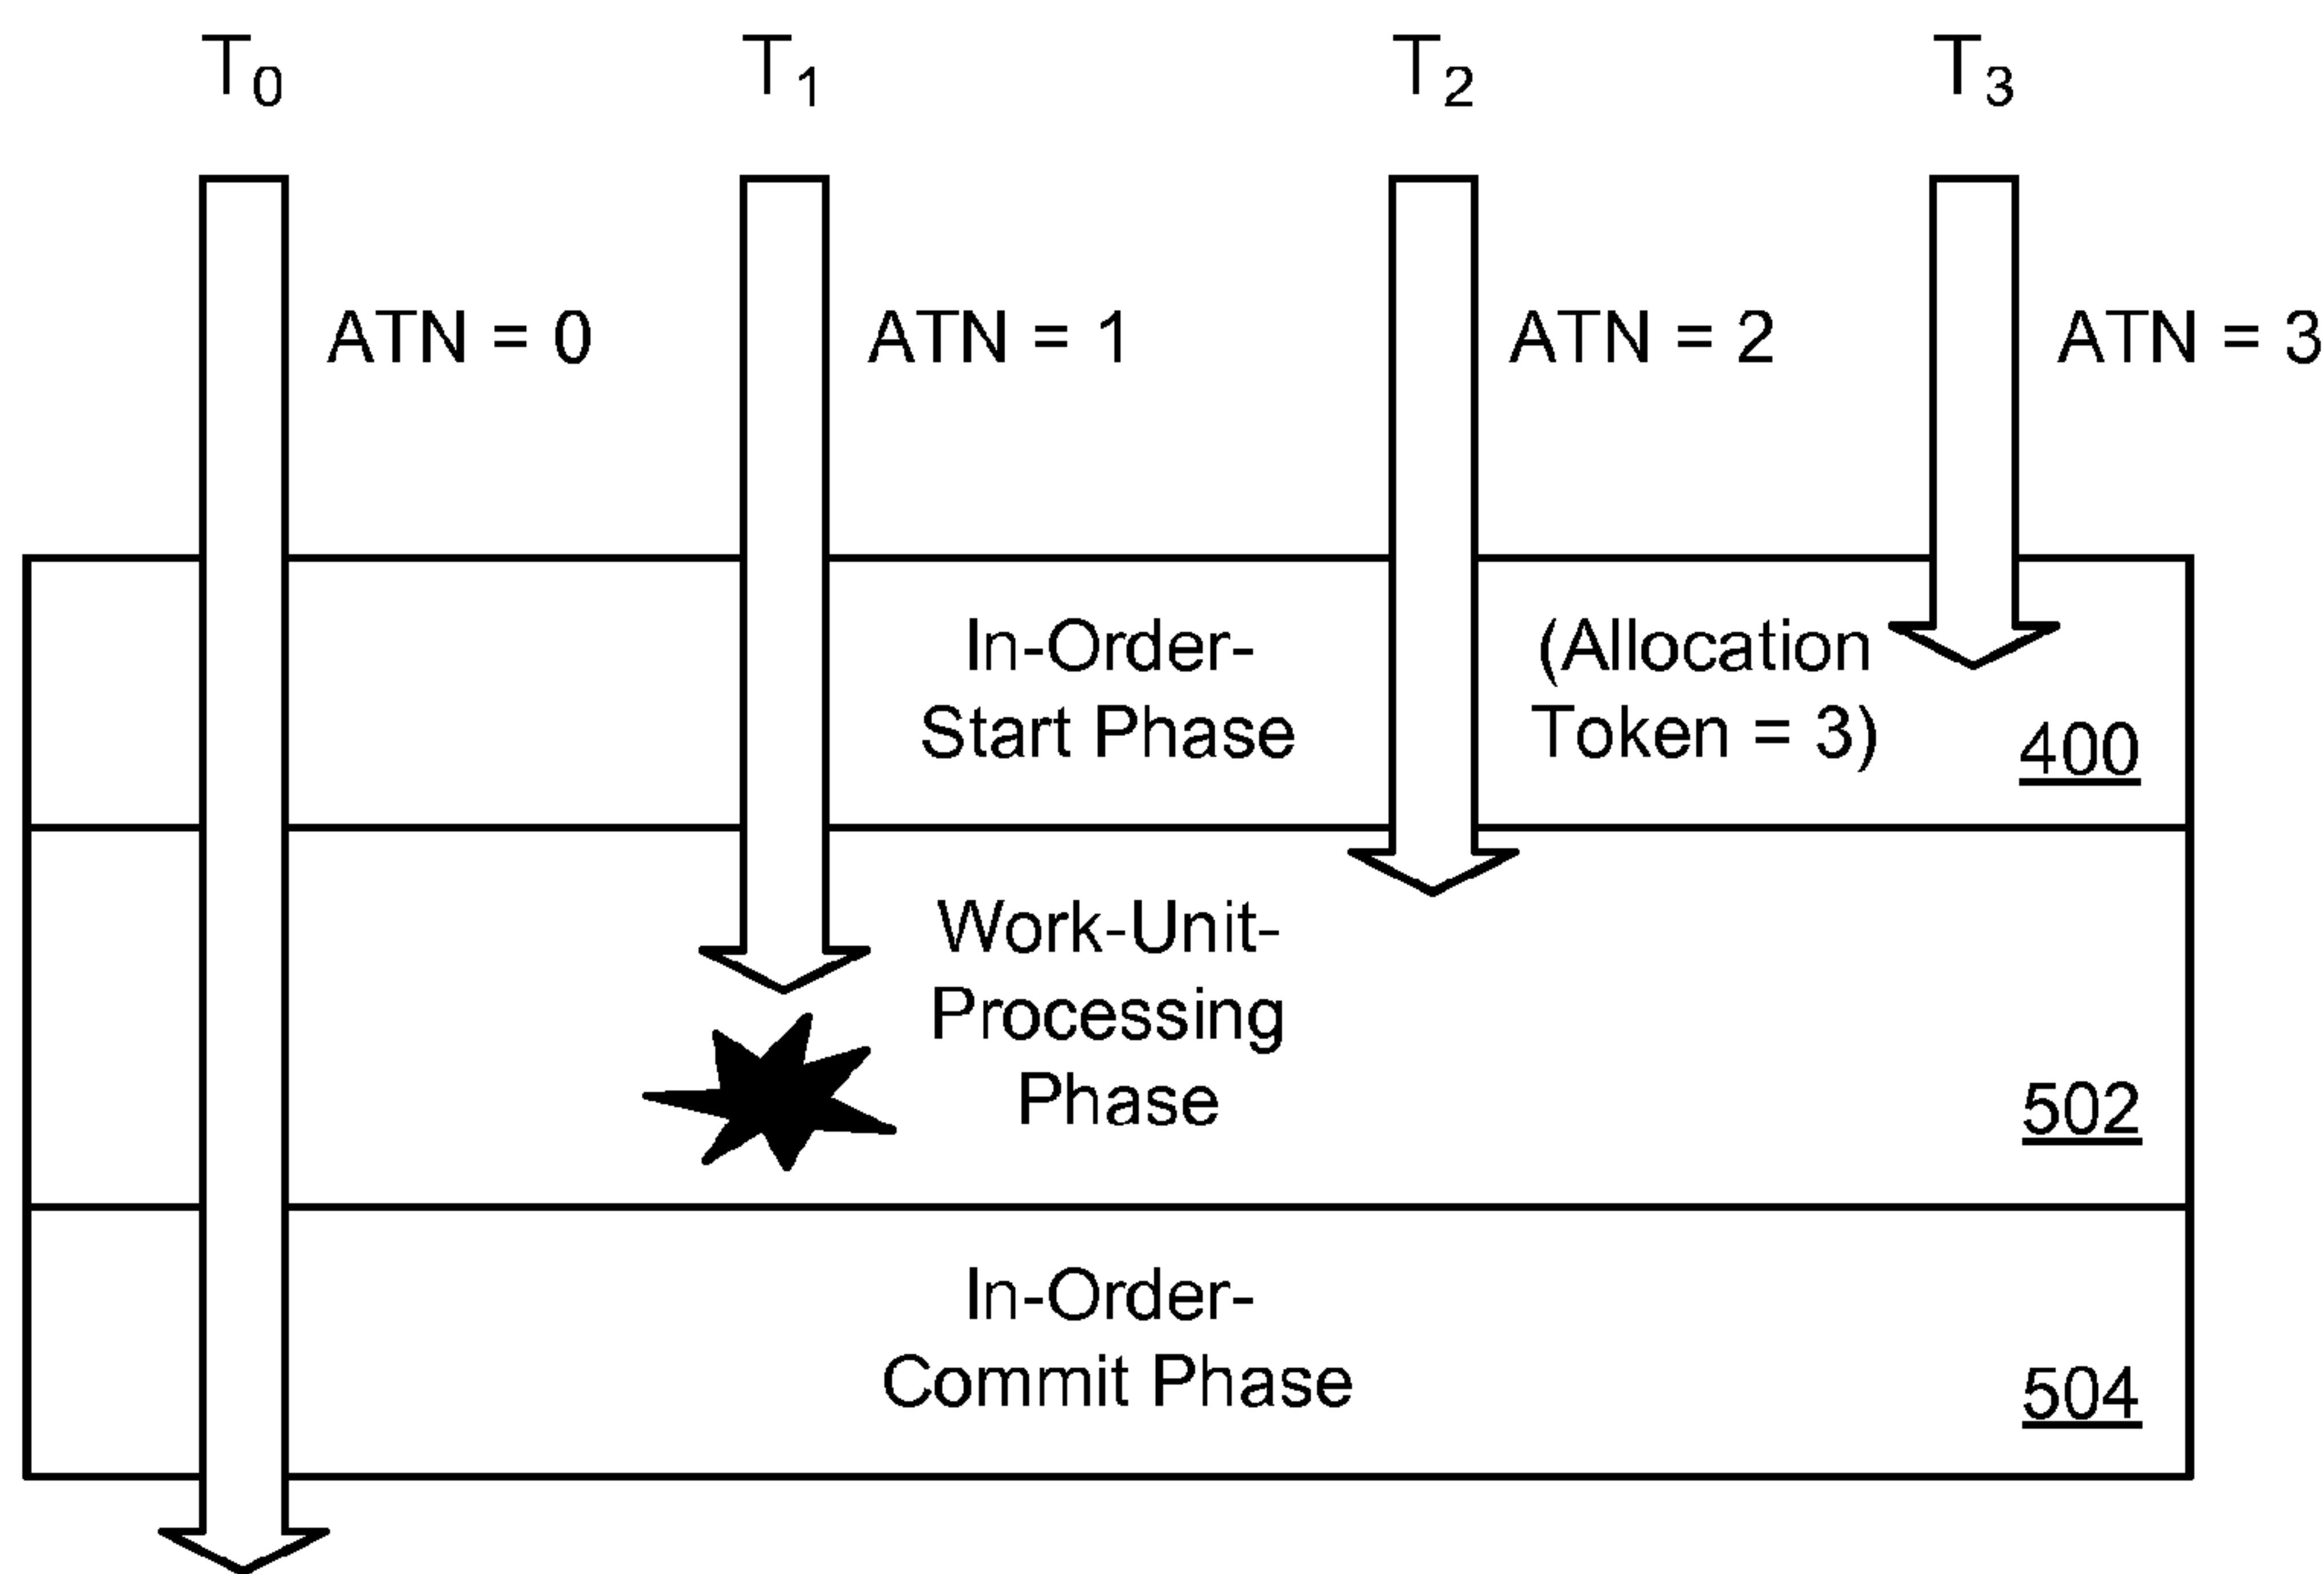 T0
T1
T2
T3
ATN = 0
ATN = 1
ATN = 2
ATN = 3
In-Order-
Start Phase
(Allocation
Token = 3)
400
Work-Unit-
Processing
Phase
502
In-Order-
Commit Phase
504